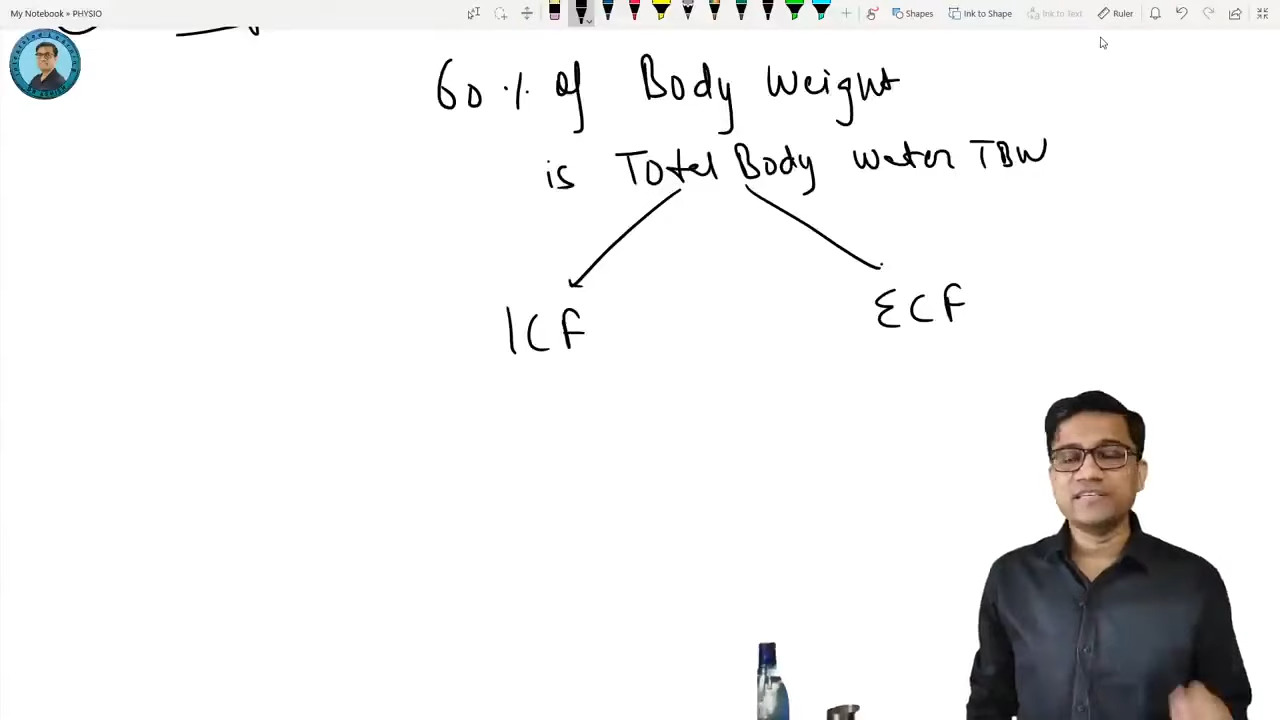 My Notebook » PHYSIO
Shapes
Ink to Shape
Ink to Text
Ruler
60% of Body Weight
is Total Body water TBW
ICF
ECF